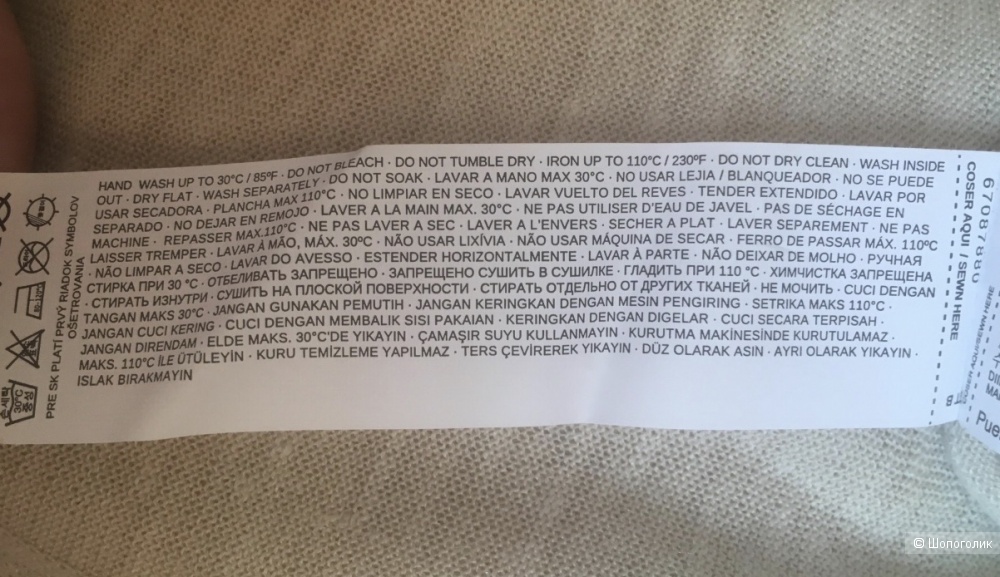 HAND WASH UP TO 30°C / 85ºF · DO NOT BLEACH · DO NOT TUMBLE DRY · IRON UP TO 110°C / 230ºF · DO NOT DRY CLEAN · WASH INSIDE
OUT · DRY FLAT · WASH SEPARATELY · DO NOT SOAK · LAVAR A MANO MAX 30°C · NO USAR LEJIA / BLANQUEADOR · NO SE PUEDE
USAR SECADORA · PLANCHA MAX 110°C · NO LIMPIAR EN SECO · LAVAR VUELTO DEL REVES · TENDER EXTENDIDO · LAVAR POR
SEPARADO · NO DEJAR EN REMOJO · LAVER A LA MAIN MAX. 30°C · NE PAS UTILISER D'EAU DE JAVEL · PAS DE SÉCHAGE EN
MACHINE · REPASSER MAX.110°C · NE PAS LAVER A SEC · LAVER A L'ENVERS · SECHER A PLAT · LAVER SEPAREMENT · NE PAS
LAISSER TREMPER · LAVAR À MÃO, MÁX. 30ºC · NÃO USAR LIXÍVIA · NÃO USAR MÁQUINA DE SECAR · FERRO DE PASSAR MÁX. 110ºC
· NÃO LIMPAR A SECO · LAVAR DO AVESSO · ESTENDER HORIZONTALMENTE · LAVAR À PARTE · NÃO DEIXAR DE MOLHO · РУЧНАЯ
СТИРКА ПРИ 30 °C · ОТБЕЛИВАТЬ ЗАПРЕЩЕНО · ЗАПРЕЩЕНО СУШИТЬ В СУШИЛКЕ · ГЛАДИТЬ ПРИ 110 °C · ХИМЧИСТКА ЗАПРЕЩЕНА
· СТИРАТЬ ИЗНУТРИ · СУШИТЬ НА ПЛОСКОЙ ПОВЕРХНОСТИ · СТИРАТЬ ОТДЕЛЬНО ОТ ДРУГИХ ТКАНЕЙ · НЕ МОЧИТЬ · CUCI DENGAN
TANGAN MAKS 30°C · JANGAN GUNAKAN PEMUTIH · JANGAN KERINGKAN DENGAN MESIN PENGIRING · SETRIKA MAKS 110°C ·
JANGAN CUCI KERING · CUCI DENGAN MEMBALIK SISI PAKAIAN · KERINGKAN DENGAN DIGELAR · CUCI SECARA TERPISAH ·
JANGAN DIRENDAM · ELDE MAKS. 30°C'DE YIKAYIN · ÇAMAŞIR SUYU KULLANMAYIN · KURUTMA MAKINESINDE KURUTULAMAZ ·
MAKS. 110°C İLE ÜTÜLEYİN · KURU TEMİZLEME YAPILMAZ · TERS ÇEVİREREK YIKAYIN · DÜZ OLARAK ASIN · AYRI OLARAK YIKAYIN ·
ISLAK BIRAKMAYIN
PRE SK PLATÍ PRVÝ RIADOK SYMBOLOV
OŠETROVANIA
30°C
중성
손세탁
COSER AQUI / SEWN HERE
© Шопоголик